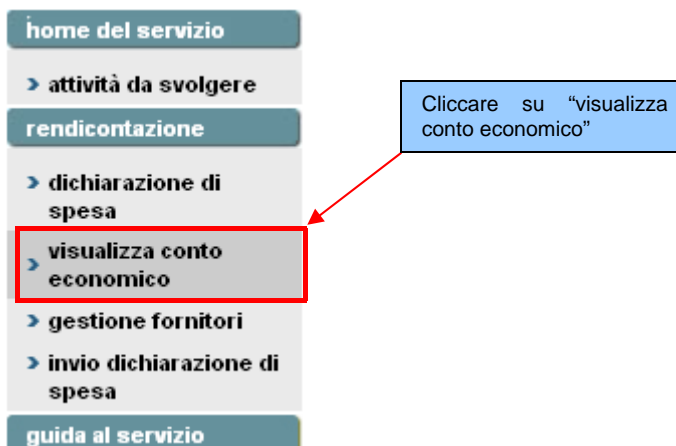 home del servizio
attività da svolgere
rendicontazione
dichiarazione di
spesa
visualizza conto
economico
gestione fornitori
invio dichiarazione di
spesa
guida al servizio
Cliccare su “visualizza
conto economico”